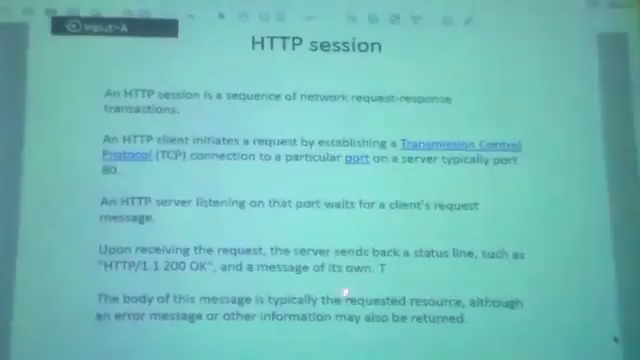 Input-A
HTTP session
An HTTP session is a sequence of network request-response
transactions.
An HTTP client initiates a request by establishing a Transmission Control
Protocol (TCP) connection to a particular port on a server typically port
80.
An HTTP server listening on that port waits for a client's request
message.
Upon receiving the request, the server sends back a status line, such as
"HTTP/1.1 200 OK", and a message of its own. T
The body of this message is typically the requested resource, although
an error message or other information may also be returned.